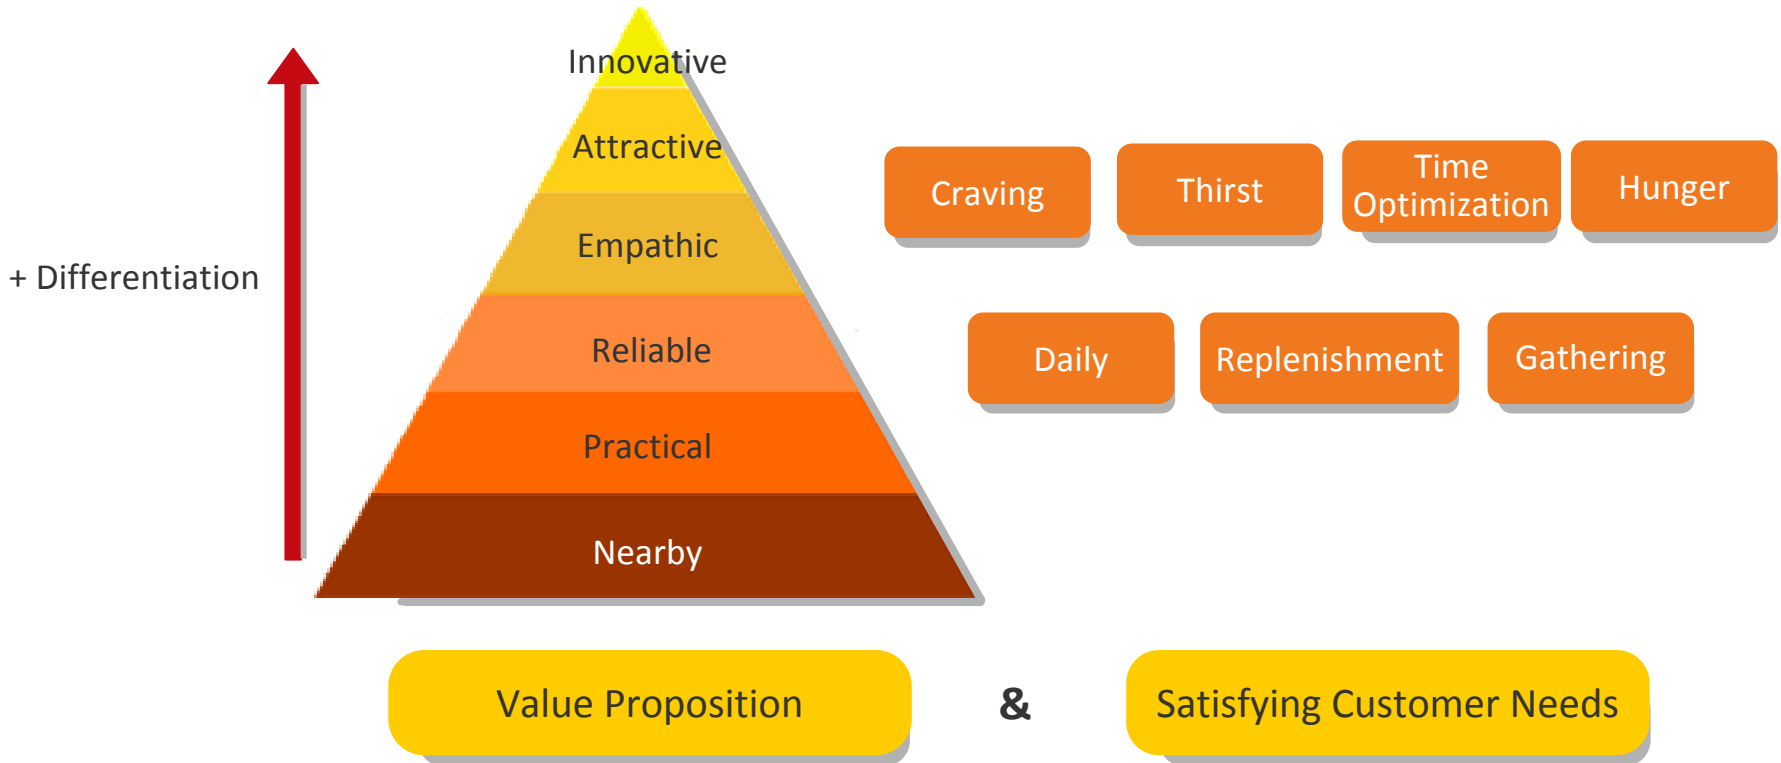 + Differentiation
Innovative
Attractive
Empathic
Reliable
Practical
Nearby
Craving
Thirst
Time
Optimization
Hunger
Daily
Replenishment
Gathering
Value Proposition
&
Satisfying Customer Needs